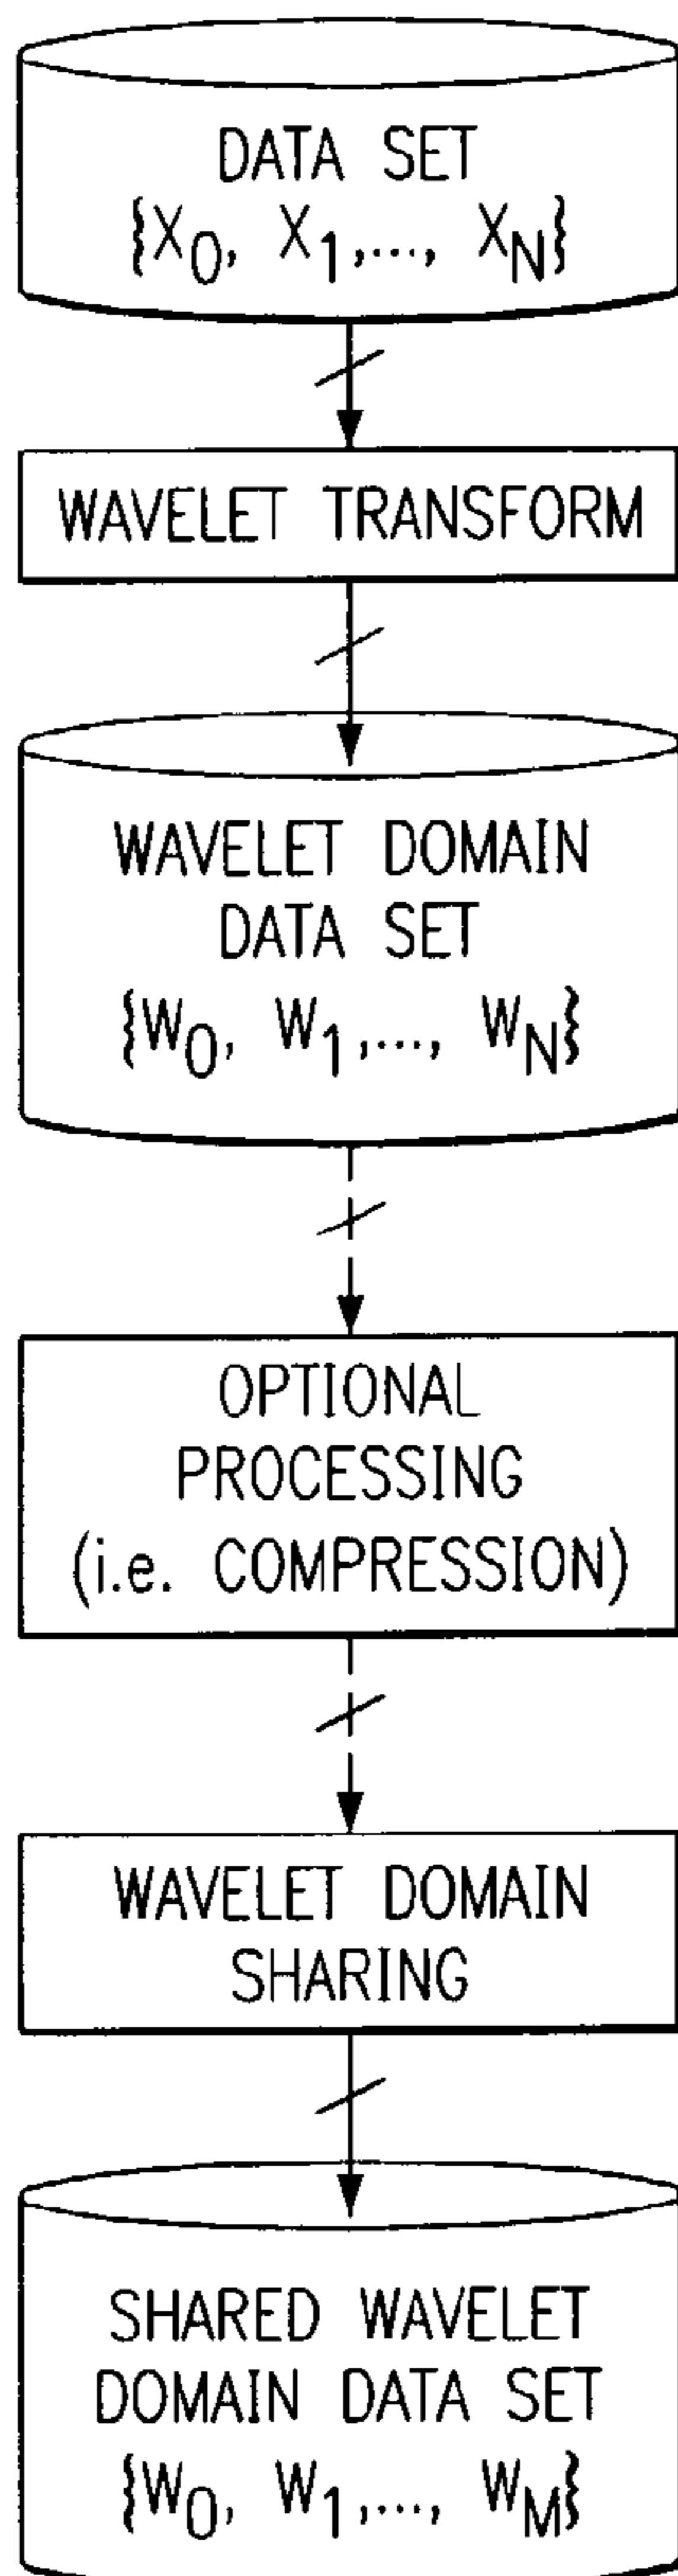 DATA SET
{X0, X1,..., XN}
WAVELET TRANSFORM
WAVELET DOMAIN
DATA SET
{W0, W1,..., WN}
OPTIONAL
PROCESSING
(i.e. COMPRESSION)
WAVELET DOMAIN
SHARING
SHARED WAVELET
DOMAIN DATA SET
{W0, W1,..., WM}